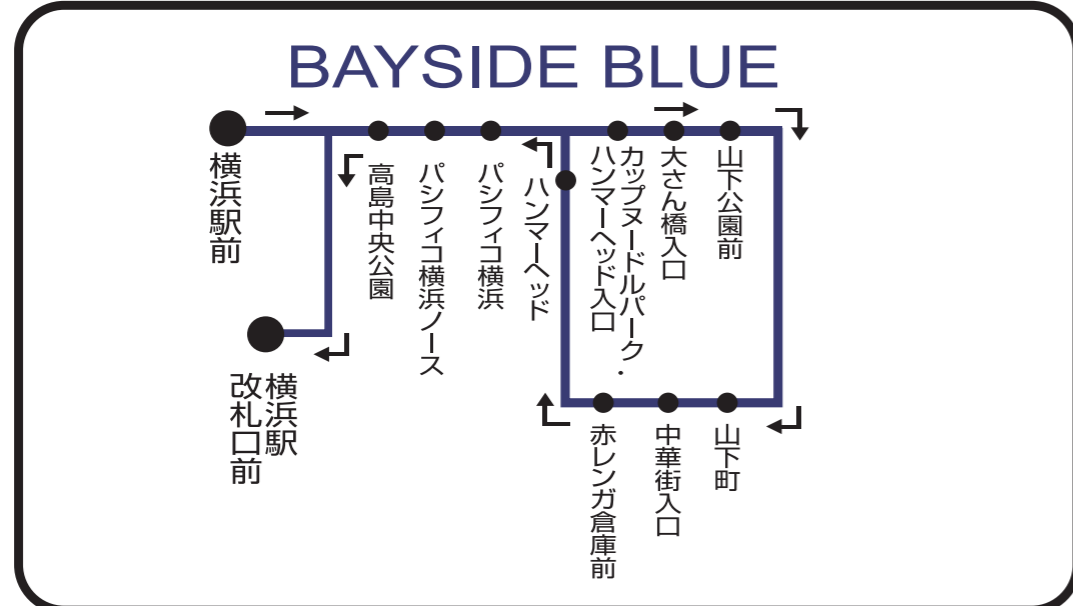 BAYSIDE BLUE
横浜駅前
高島中央公園
パシフィコ横浜ノース
パシフィコ横浜
ハンマーヘッド
カップヌードルパーク・
ハンマーヘッド入口
大さん橋入口
山下公園前
横浜駅
改札口前
赤レンガ倉庫前
中華街入口
山下町